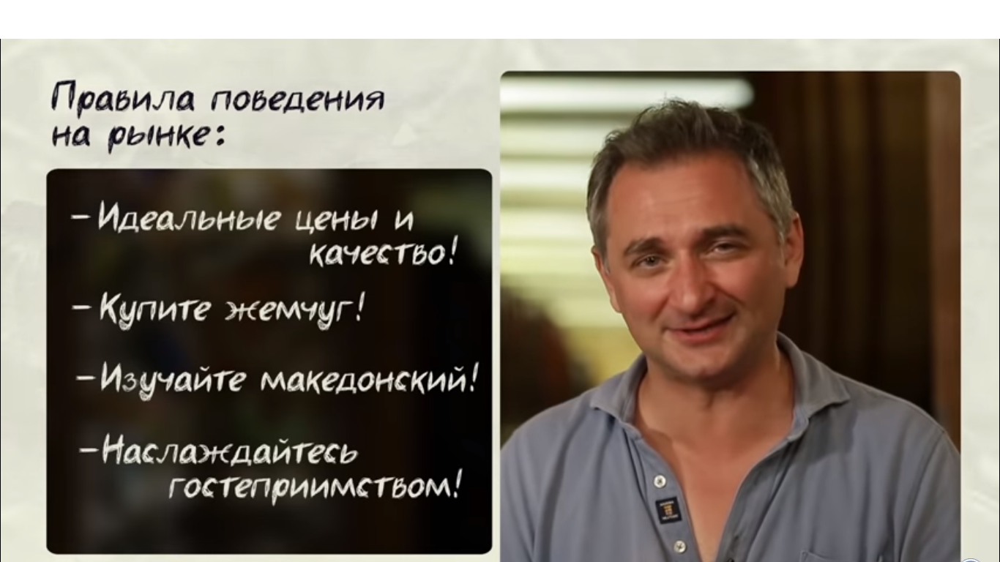 Правила поведения
на рынке:
– Идеальные цены и
качество!
– Купите жемчуг!
– Изучайте македонский!
– Наслаждайтесь
гостеприимством!